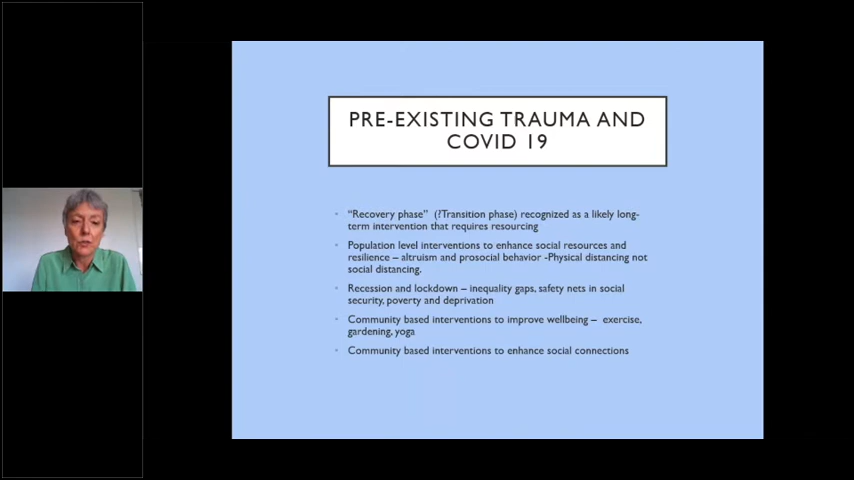 PRE-EXISTING TRAUMA AND
COVID 19
"Recovery phase" (?Transition phase) recognized as a likely long-
term intervention that requires resourcing
Population level interventions to enhance social resources and
resilience – altruism and prosocial behavior -Physical distancing not
social distancing.
Recession and lockdown – inequality gaps, safety nets in social
security, poverty and deprivation
Community based interventions to improve wellbeing – exercise,
gardening, yoga
Community based interventions to enhance social connections